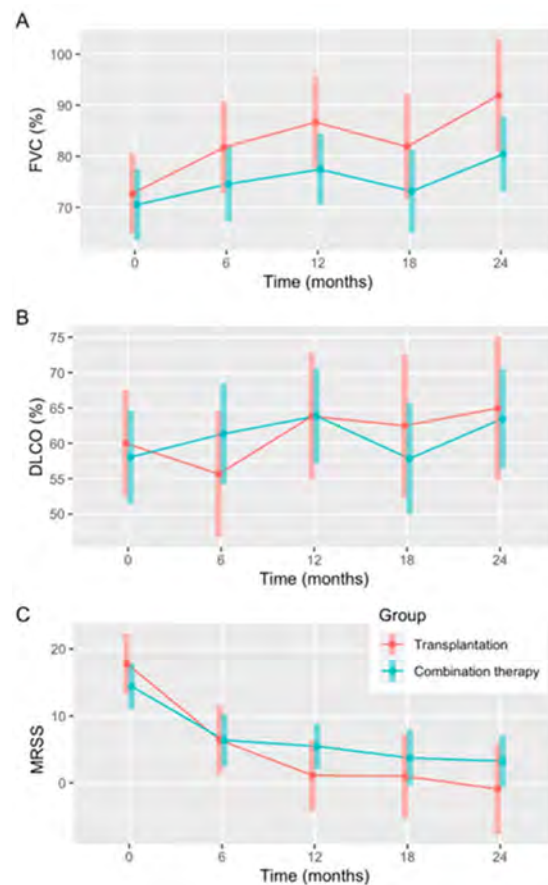 A
FVC (%)
100
90
80
70
0 6 12 18 24
Time (months)
B
DLCO (%)
75
70
65
60
55
50
0 6 12 18 24
Time (months)
C
Group
Transplantation
Combination therapy
MRSS
20
10
0
0 6 12 18 24
Time (months)